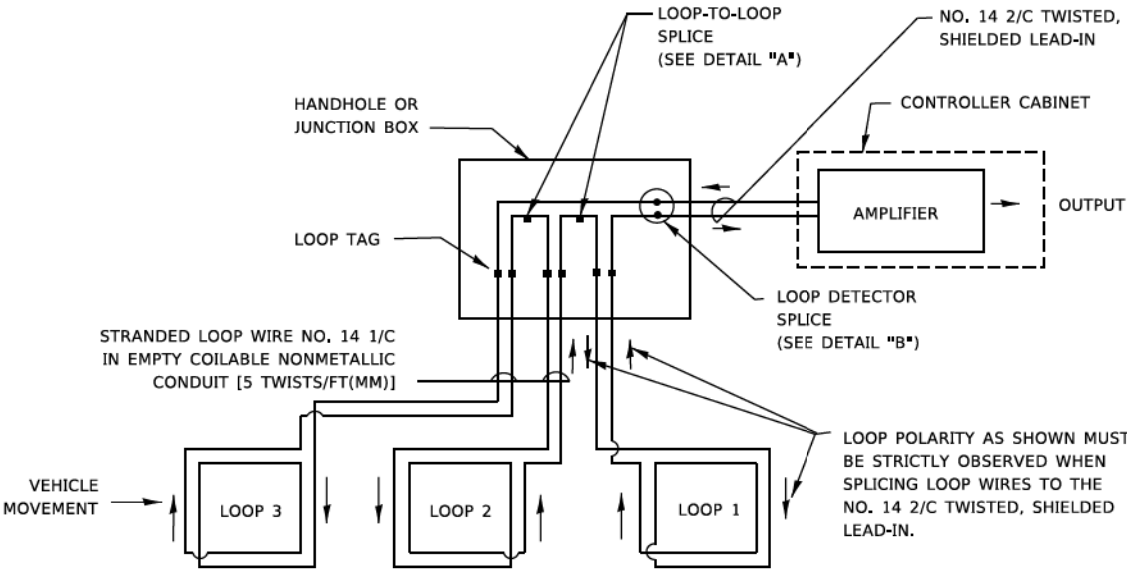 LOOP-TO-LOOP
SPLICE
(SEE DETAIL "A")
NO. 14 2/C TWISTED,
SHIELDED LEAD-IN
HANDHOLE OR
JUNCTION BOX
CONTROLLER CABINET
AMPLIFIER
OUTPUT
LOOP TAG
LOOP DETECTOR
SPLICE
(SEE DETAIL "B")
STRANDED LOOP WIRE NO. 14 1/C
IN EMPTY COILABLE NONMETALLIC
CONDUIT [5 TWISTS/FT(MM)]
LOOP POLARITY AS SHOWN MUST
BE STRICTLY OBSERVED WHEN
SPLICING LOOP WIRES TO THE
NO. 14 2/C TWISTED, SHIELDED
LEAD-IN.
VEHICLE
MOVEMENT
LOOP 3
LOOP 2
LOOP 1